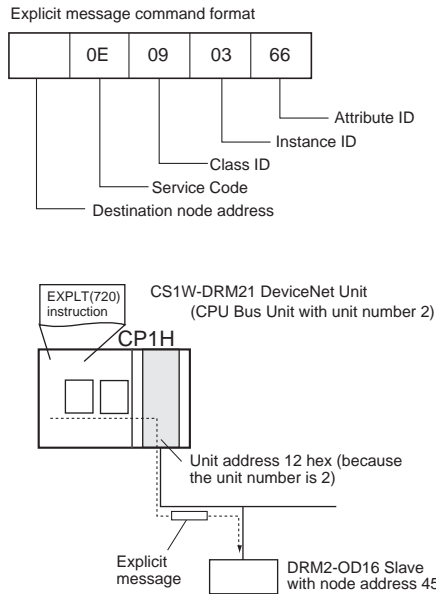 Explicit message command format
0E 09 03 66
Attribute ID
Instance ID
Class ID
Service Code
Destination node address
EXPLT(720)
instruction
CS1W-DRM21 DeviceNet Unit
(CPU Bus Unit with unit number 2)
CP1H
Unit address 12 hex (because
the unit number is 2)
Explicit
message
DRM2-OD16 Slave
with node address 45